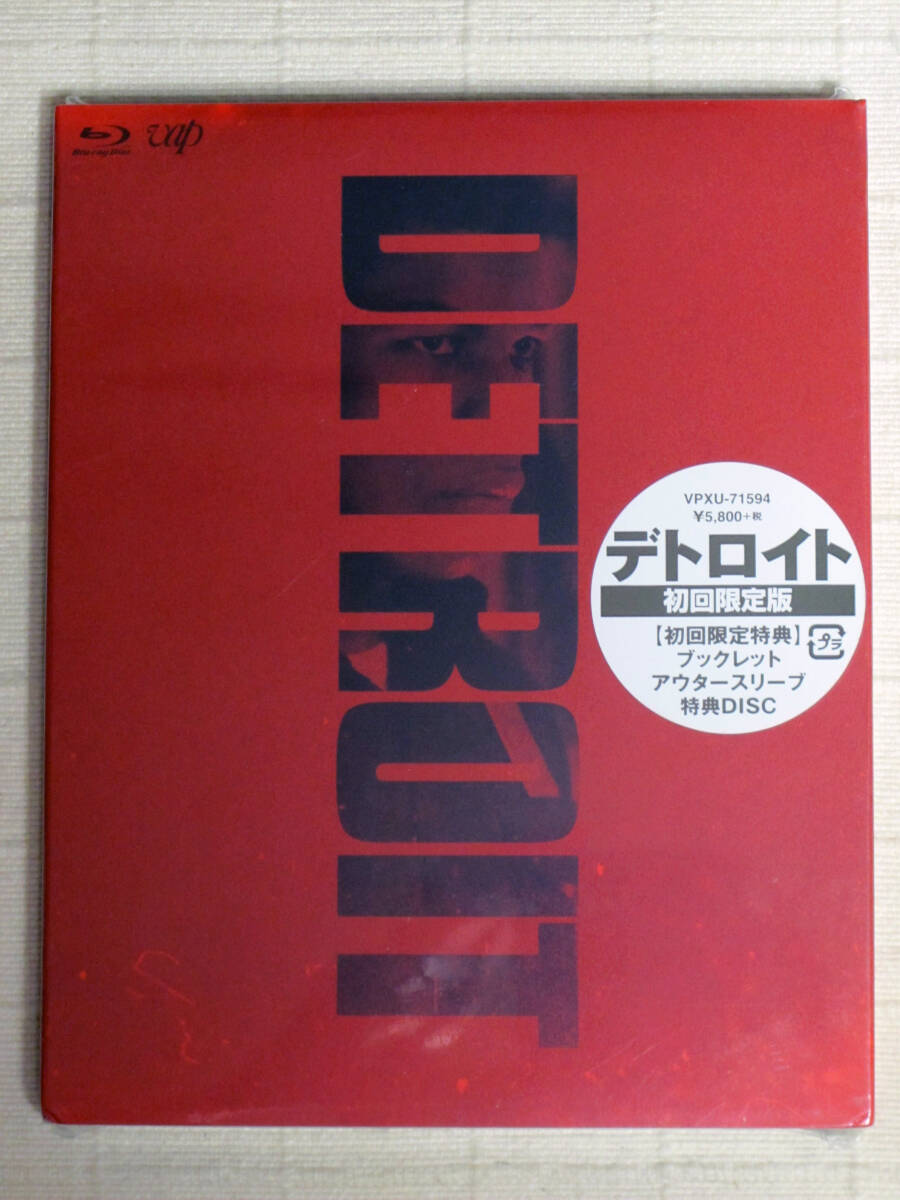 Blu-ray Disc
vap
DETROIT
VPXU-71594
¥5,800+税
デトロイト
初回限定版
【初回限定特典】
ブックレット
プラ
アウタースリーブ
特典DISC